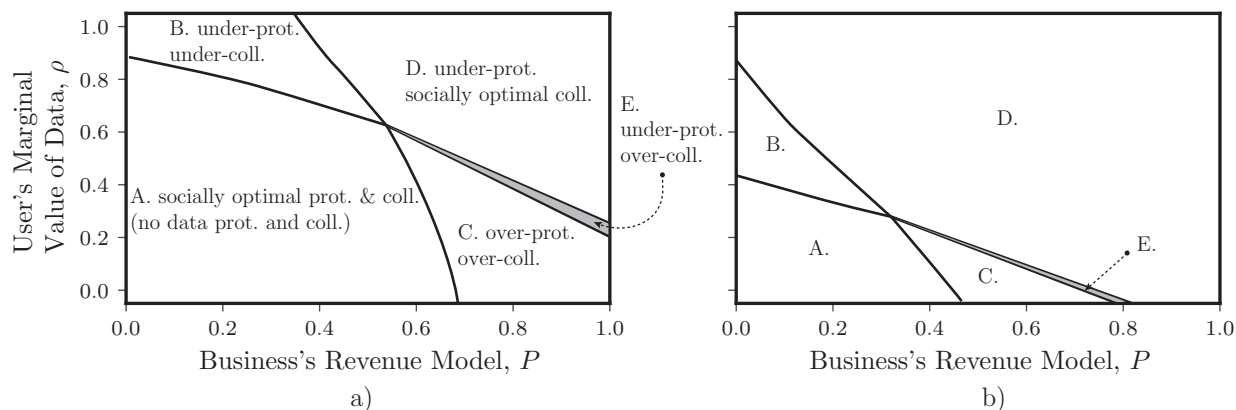 User's Marginal
Value of Data, ρ
1.0
0.8
0.6
0.4
0.2
0.0
B. under-prot.
under-coll.
D. under-prot.
socially optimal coll.
A. socially optimal prot. & coll.
(no data prot. and coll.)
C. over-prot.
over-coll.
E.
under-prot.
over-coll.
0.0 0.2 0.4 0.6 0.8 1.0
Business's Revenue Model, P
a)
D.
B.
A.
C.
E.
0.0 0.2 0.4 0.6 0.8 1.0
Business's Revenue Model, P
b)